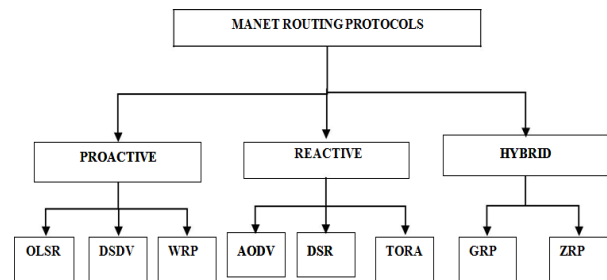 MANET ROUTING PROTOCOLS
PROACTIVE
REACTIVE
HYBRID
OLSR
DSDV
WRP
AODV
DSR
TORA
GRP
ZRP